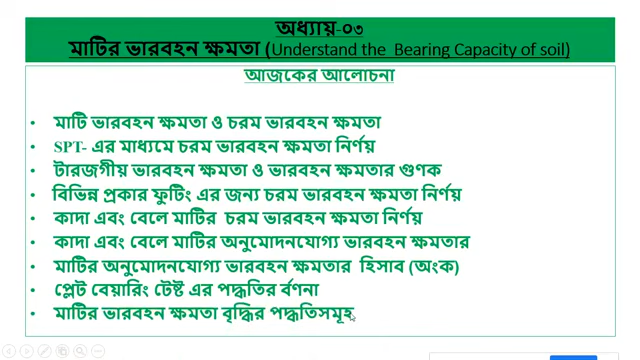 অধ্যায়-০৩
মাটির ভারবহন ক্ষমতা (Understand the Bearing Capacity of soil)
আজকের আলোচনা
• মাটি ভারবহন ক্ষমতা ও চরম ভারবহন ক্ষমতা
• SPT- এর মাধ্যমে চরম ভারবহন ক্ষমতা নির্ণয়
• টারজগীয় ভারবহন ক্ষমতা ও ভারবহন ক্ষমতার গুণক
• বিভিন্ন প্রকার ফুটিং এর জন্য চরম ভারবহন ক্ষমতা নির্ণয়
• কাদা এবং বেলে মাটির চরম ভারবহন ক্ষমতা নির্ণয়
• কাদা এবং বেলে মাটির অনুমোদনযোগ্য ভারবহন ক্ষমতার
• মাটির অনুমোদনযোগ্য ভারবহন ক্ষমতার হিসাব (অংক)
• প্লেট বেয়ারিং টেষ্ট এর পদ্ধতির র্বণনা
• মাটির ভারবহন ক্ষমতা বৃদ্ধির পদ্ধতিসমূহ